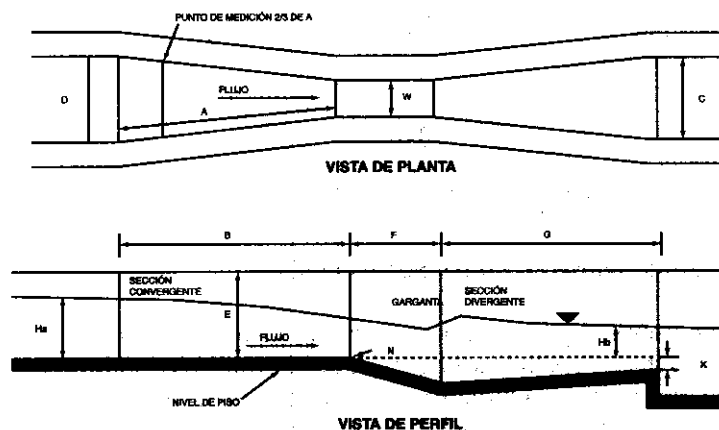 PUNTO DE MEDICIÓN 2/3 DE A
D
FLUJO
A
W
C
VISTA DE PLANTA
B
F
G
SECCIÓN
CONVERGENTE
GARGANTA
SECCIÓN
DIVERGENTE
E
Ha
FLUJO
N
Hb
K
NIVEL DE PISO
VISTA DE PERFIL